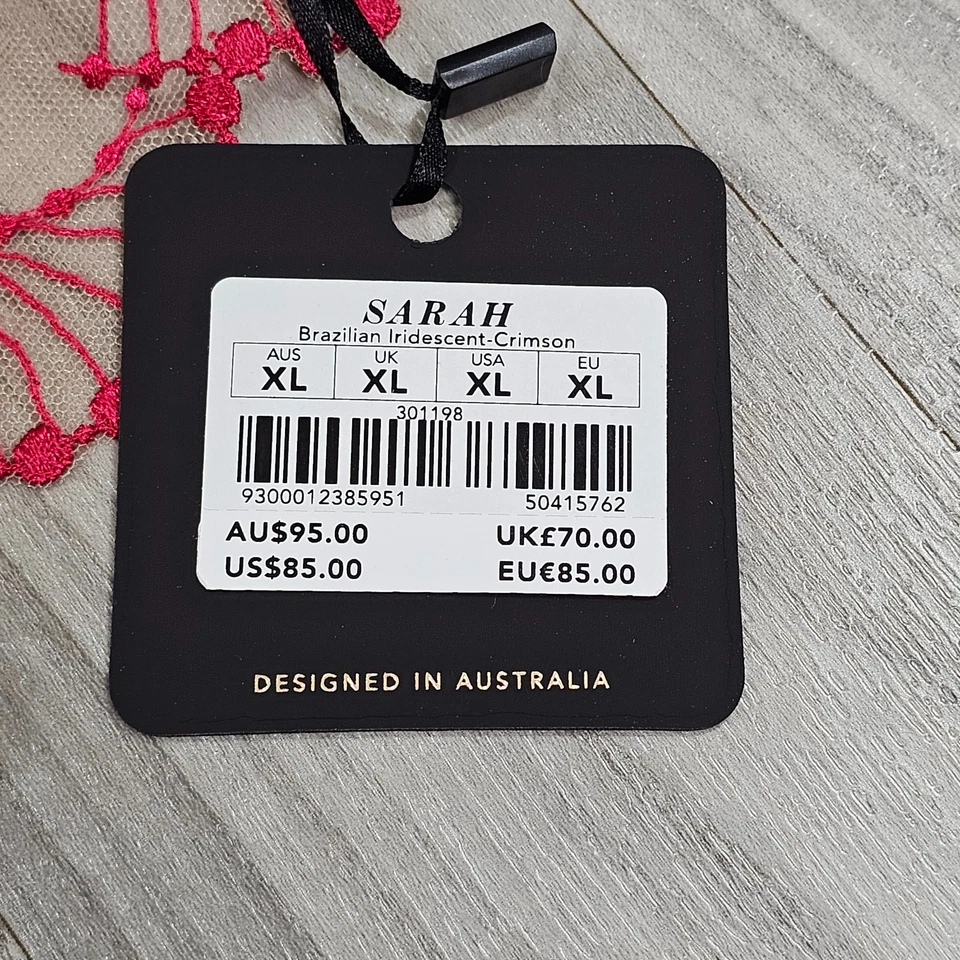 SARAH
Brazilian Iridescent-Crimson
AUS UK USA EU
XL XL XL XL
301198
9300012385951 50415762
AU$95.00 UK£70.00
US$85.00 EU€85.00
DESIGNED IN AUSTRALIA